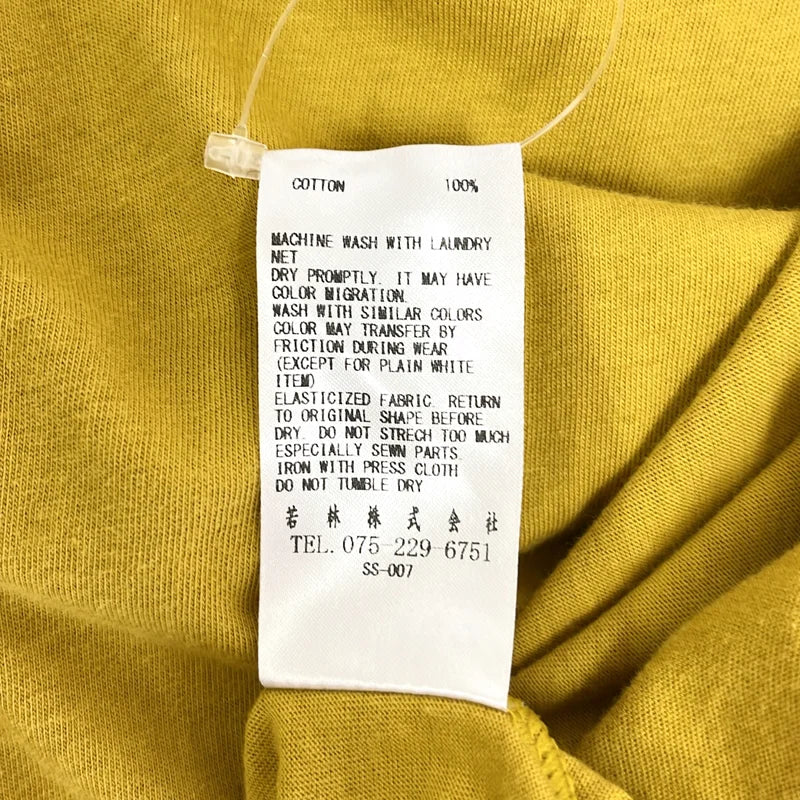 COTTON 100%
MACHINE WASH WITH LAUNDRY
NET
DRY PROMPTLY. IT MAY HAVE
COLOR MIGRATION.
WASH WITH SIMILAR COLORS
COLOR MAY TRANSFER BY
FRICTION DURING WEAR
(EXCEPT FOR PLAIN WHITE
ITEM)
ELASTICIZED FABRIC. RETURN
TO ORIGINAL SHAPE BEFORE
DRY. DO NOT STRECH TOO MUCH
ESPECIALLY SEWN PARTS.
IRON WITH PRESS CLOTH
DO NOT TUMBLE DRY
若林株式会社
TEL. 075-229-6751
SS-007